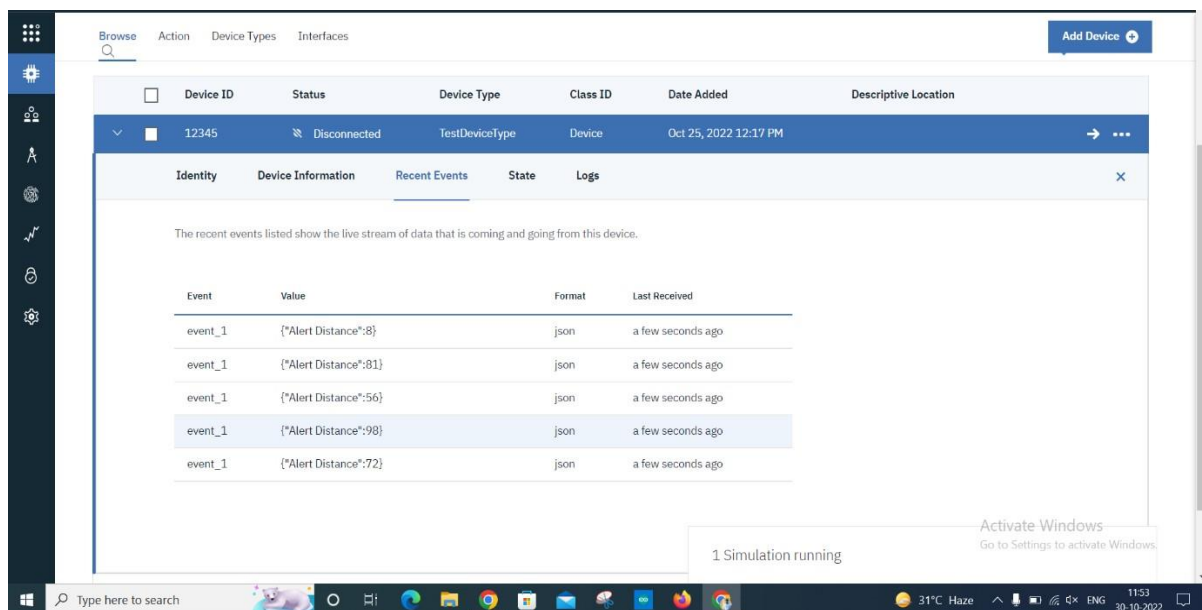 Browse Action Device Types Interfaces
Add Device
Device ID Status Device Type Class ID Date Added Descriptive Location
12345 Disconnected TestDeviceType Device Oct 25, 2022 12:17 PM
Identity Device Information Recent Events State Logs
The recent events listed show the live stream of data that is coming and going from this device.
Event Value Format Last Received
event_1 {"Alert Distance":8} json a few seconds ago
event_1 {"Alert Distance":81} json a few seconds ago
event_1 {"Alert Distance":56} json a few seconds ago
event_1 {"Alert Distance":98} json a few seconds ago
event_1 {"Alert Distance":72} json a few seconds ago
1 Simulation running
Activate Windows
Go to Settings to activate Windows.
Type here to search
31°C Haze
ENG
11:53
30-10-2022